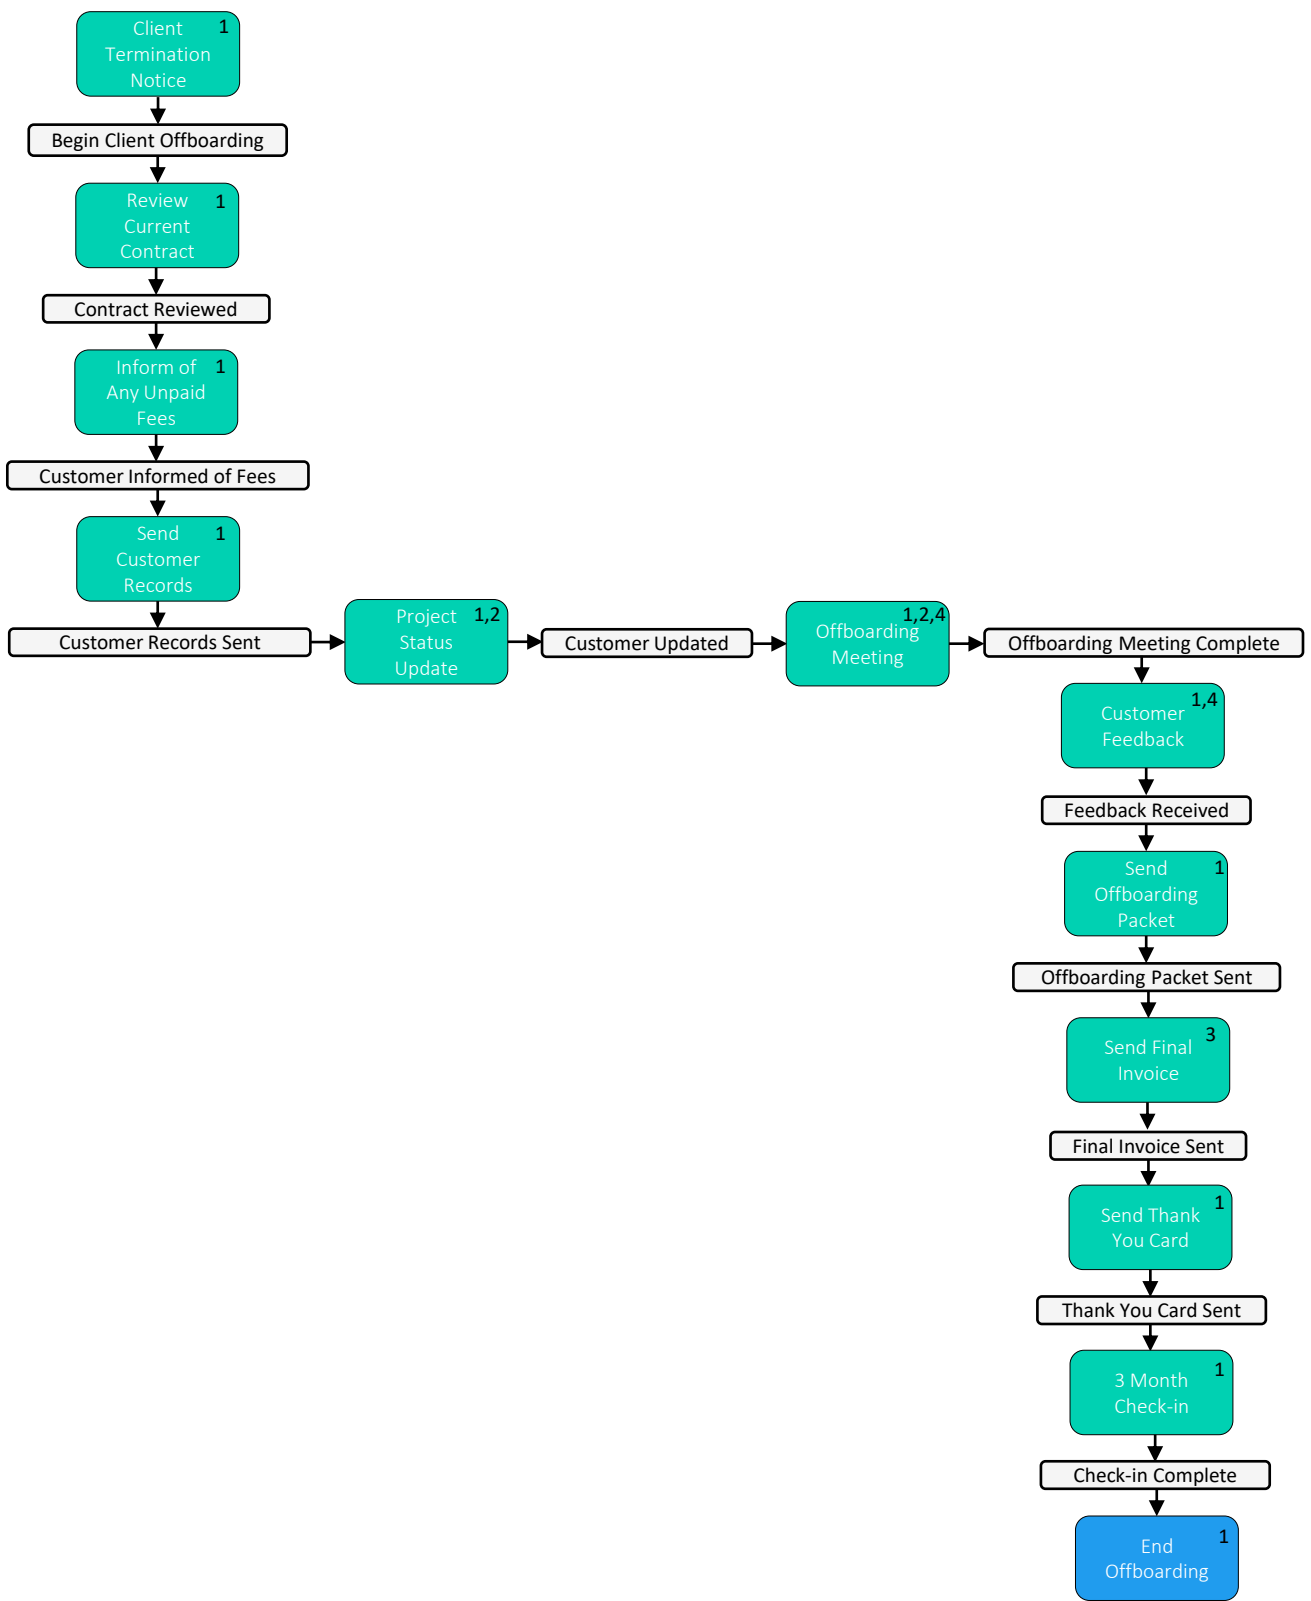 Client 1
Termination
Notice
Begin Client Offboarding
Review 1
Current
Contract
Contract Reviewed
Inform of 1
Any Unpaid
Fees
Customer Informed of Fees
Send 1
Customer
Records
Customer Records Sent
Project 1,2
Status
Update
Customer Updated
1,2,4
Offboarding
Meeting
Offboarding Meeting Complete
1,4
Customer
Feedback
Feedback Received
Send 1
Offboarding
Packet
Offboarding Packet Sent
3
Send Final
Invoice
Final Invoice Sent
1
Send Thank
You Card
Thank You Card Sent
1
3 Month
Check-in
Check-in Complete
1
End
Offboarding